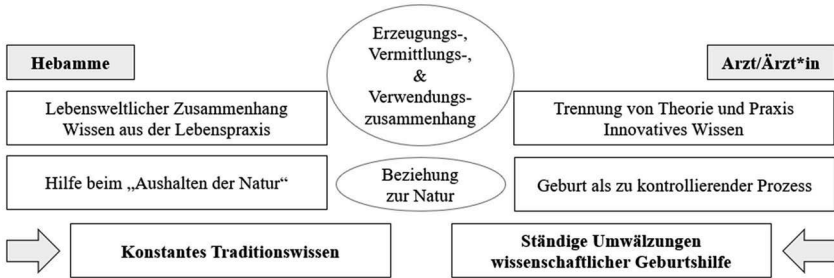 Erzeugungs-,
Vermittlungs-,
&
Verwendungs-
zusammenhang
Hebamme
Arzt/Ärzt*in
Lebensweltlicher Zusammenhang
Wissen aus der Lebenspraxis
Trennung von Theorie und Praxis
Innovatives Wissen
Hilfe beim „Aushalten der Natur“
Beziehung
zur Natur
Geburt als zu kontrollierender Prozess
Konstantes Traditionswissen
Ständige Umwälzungen
wissenschaftlicher Geburtshilfe